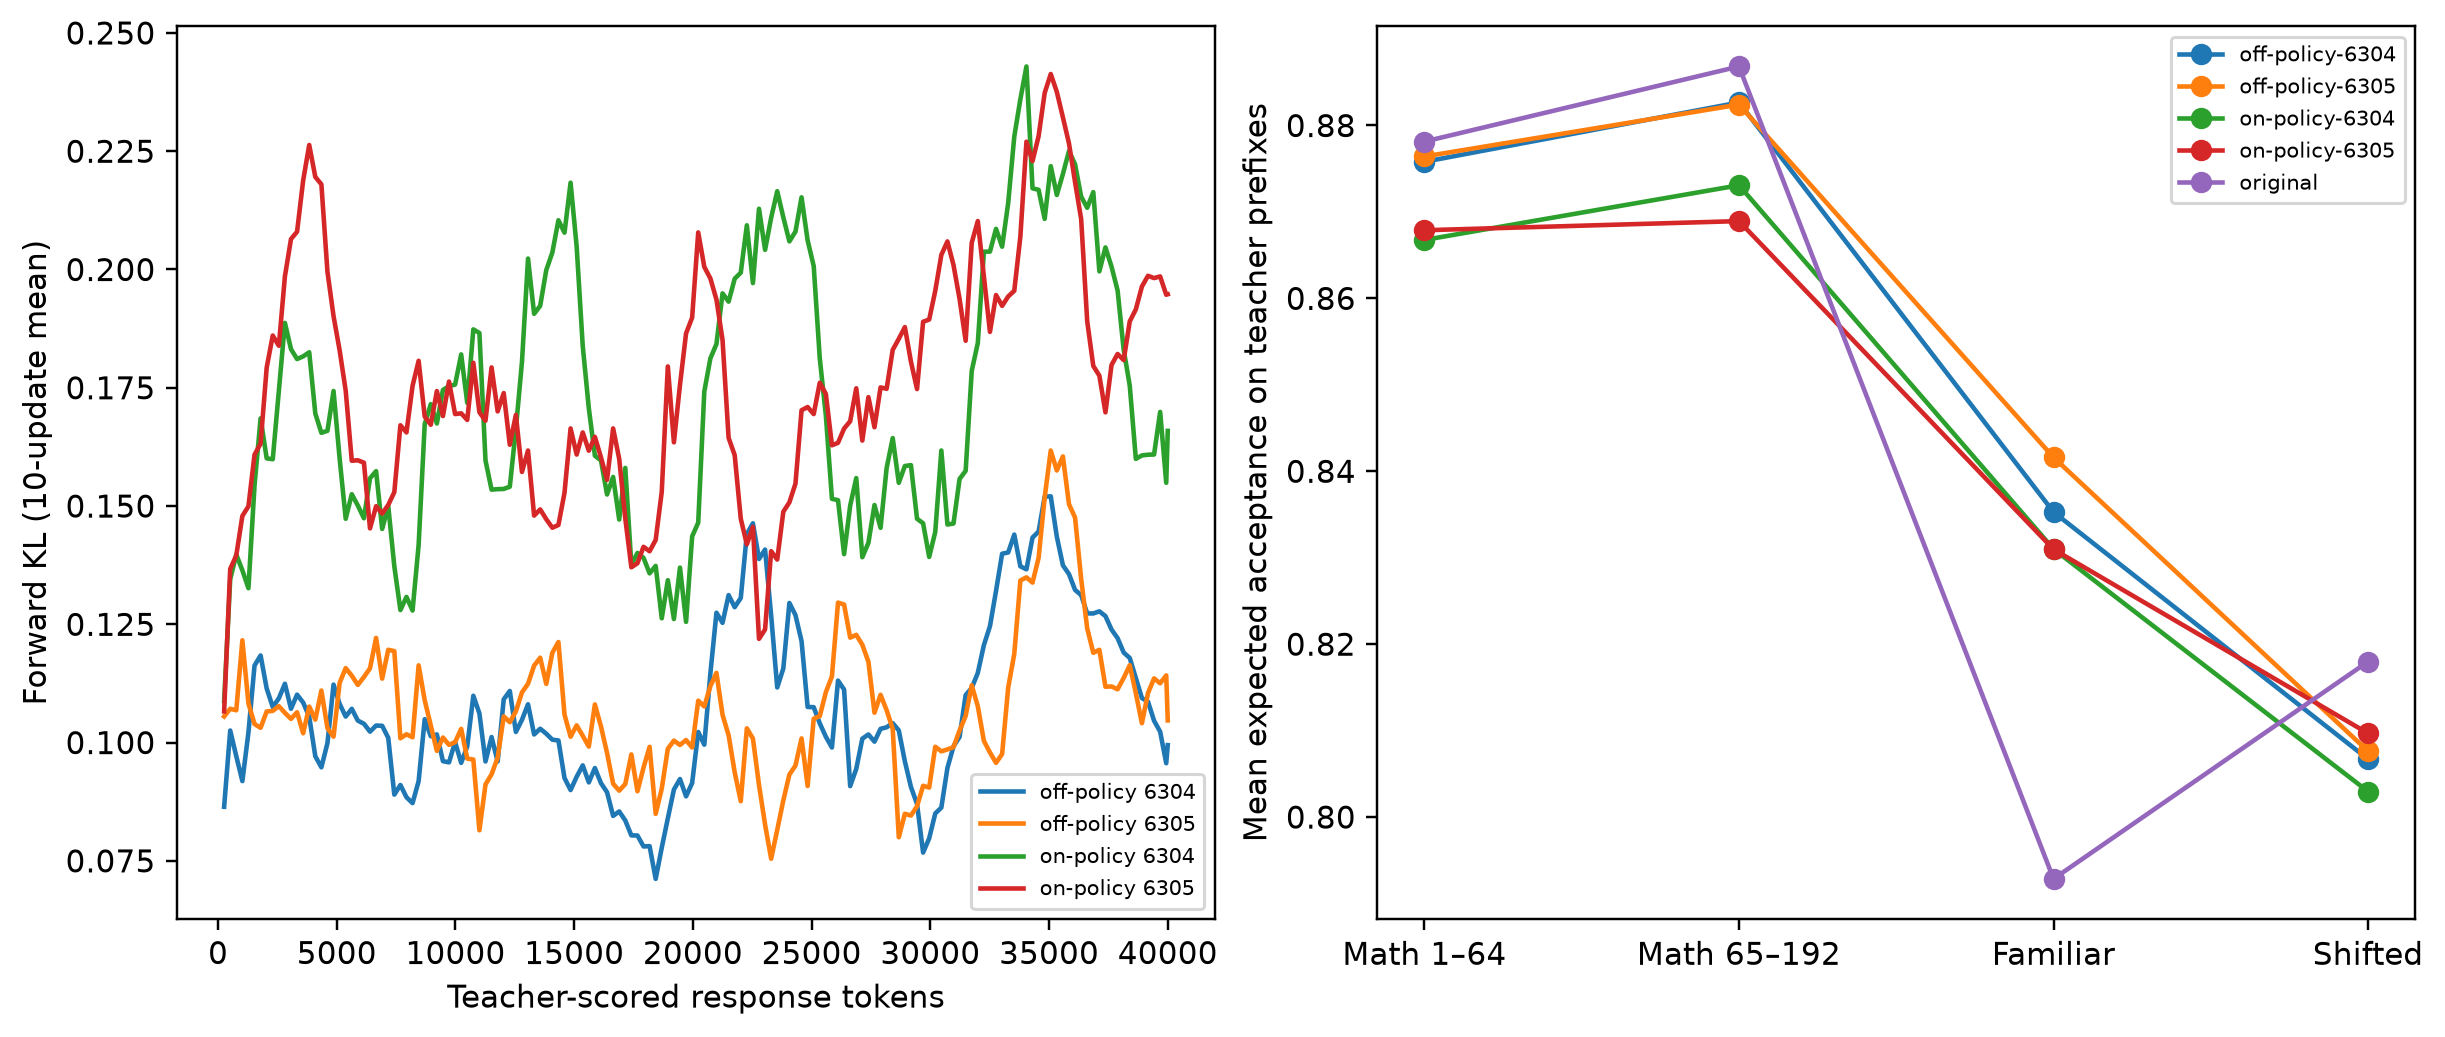 Forward KL (10-update mean)
0.250
0.225
0.200
0.175
0.150
0.125
0.100
0.075
0 5000 10000 15000 20000 25000 30000 35000 40000
Teacher-scored response tokens
off-policy 6304
off-policy 6305
on-policy 6304
on-policy 6305
Mean expected acceptance on teacher prefixes
0.88
0.86
0.84
0.82
0.80
Math 1–64 Math 65–192 Familiar Shifted
off-policy-6304
off-policy-6305
on-policy-6304
on-policy-6305
original